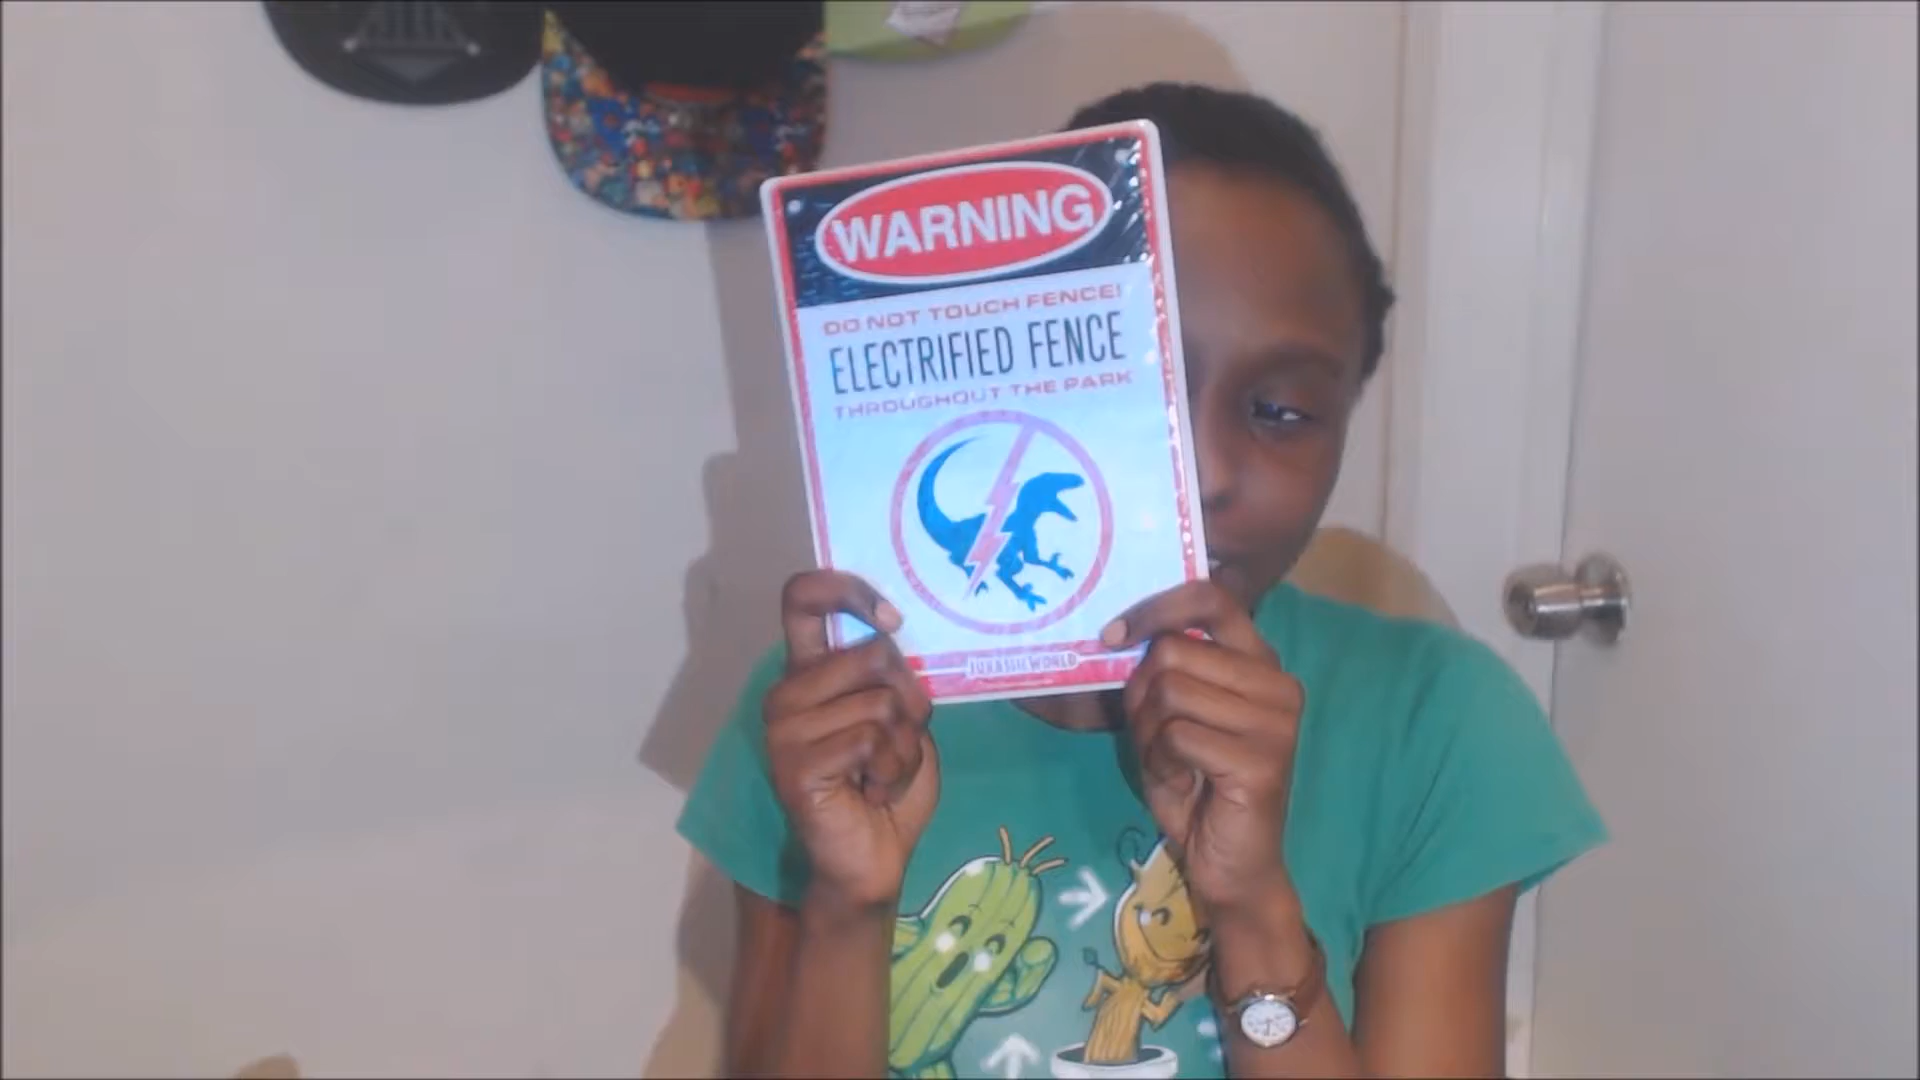 WARNING
DO NOT TOUCH FENCE!
ELECTRIFIED FENCE
THROUGHOUT THE PARK
JURASSIC WORLD